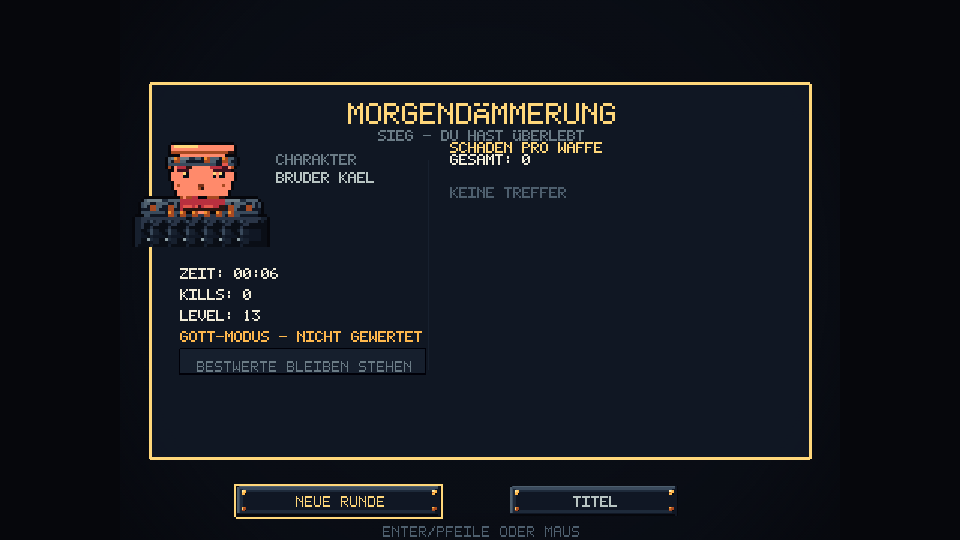 MORGENDÄMMERUNG
SIEG - DU HAST ÜBERLEBT
CHARAKTER
BRUDER KAEL
SCHADEN PRO WAFFE
GESAMT: 0
KEINE TREFFER
ZEIT: 00:06
KILLS: 0
LEVEL: 13
GOTT-MODUS - NICHT GEWERTET
BESTWERTE BLEIBEN STEHEN
NEUE RUNDE
TITEL
ENTER/PFEILE ODER MAUS